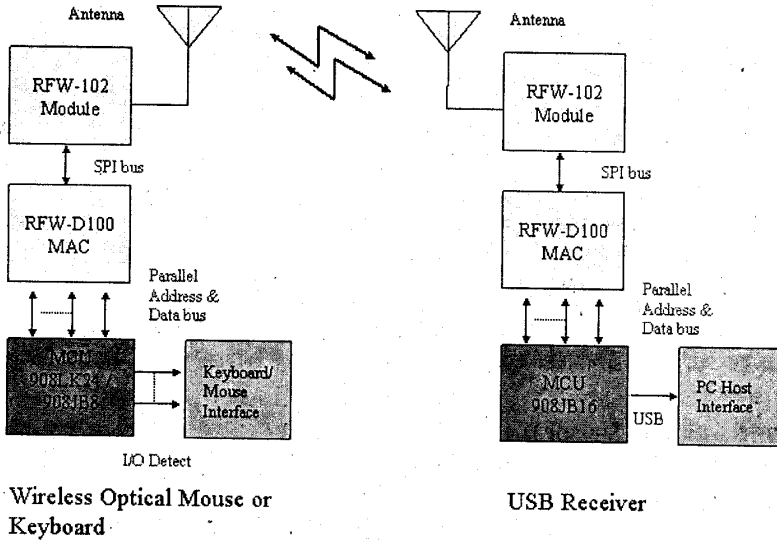 Antenna
RFW-102
Module
SPI bus
RFW-D100
MAC
Parallel
Address &
Data bus
MCU
908LK24 /
908JB8
Keyboard/
Mouse
Interface
I/O Detect
Wireless Optical Mouse or
Keyboard
Antenna
RFW-102
Module
SPI bus
RFW-D100
MAC
Parallel
Address &
Data bus
MCU
908JB16
USB
PC Host
Interface
USB Receiver